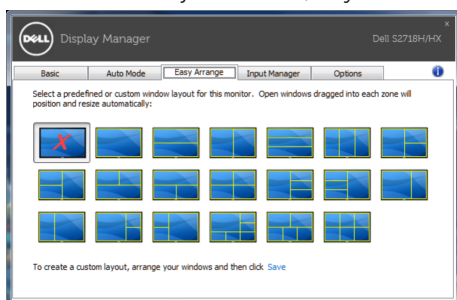 DELL Display Manager
Dell S2718H/HX
Basic Auto Mode Easy Arrange Input Manager Options
Select a predefined or custom window layout for this monitor. Open windows dragged into each zone will
position and resize automatically:
To create a custom layout, arrange your windows and then click Save